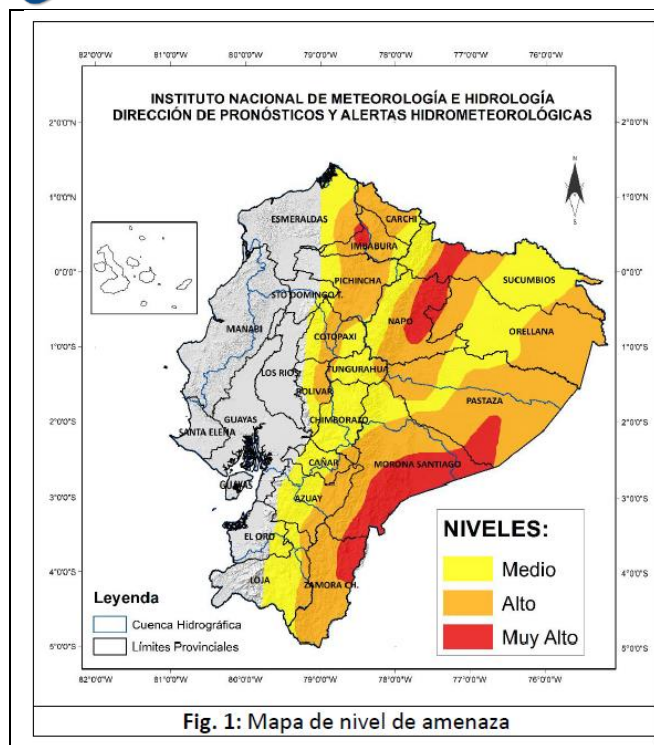 82°0'0"W 81°0'0"W 80°0'0"W 79°0'0"W 78°0'0"W 77°0'0"W 76°0'0"W
INSTITUTO NACIONAL DE METEOROLOGÍA E HIDROLOGÍA
DIRECCIÓN DE PRONÓSTICOS Y ALERTAS HIDROMETEOROLÓGICAS
2°0'0"N 2°0'0"N
N
S
1°0'0"N 1°0'0"N
ESMERALDAS
CARCHI
IMBABURA
0°0'0" 0°0'0"
PICHINCHA
SUCUMBIOS
STO DOMINGO T.
NAPO
MANABI
ORELLANA
COTOPAXI
1°0'0"S 1°0'0"S
LOS RIOS
TUNGURAHUA
BOLIVAR
PASTAZA
2°0'0"S 2°0'0"S
GUAYAS
CHIMBORAZO
SANTA ELENA
CAÑAR
MORONA SANTIAGO
GUAYAS
3°0'0"S 3°0'0"S
AZUAY
EL ORO
4°0'0"S 4°0'0"S
LOJA
ZAMORA CH.
5°0'0"S 5°0'0"S
NIVELES:
Medio
Alto
Muy Alto
Leyenda
Cuenca Hidrográfica
Límites Provinciales
82°0'0"W 81°0'0"W 80°0'0"W 79°0'0"W 78°0'0"W 77°0'0"W 76°0'0"W
Fig. 1: Mapa de nivel de amenaza